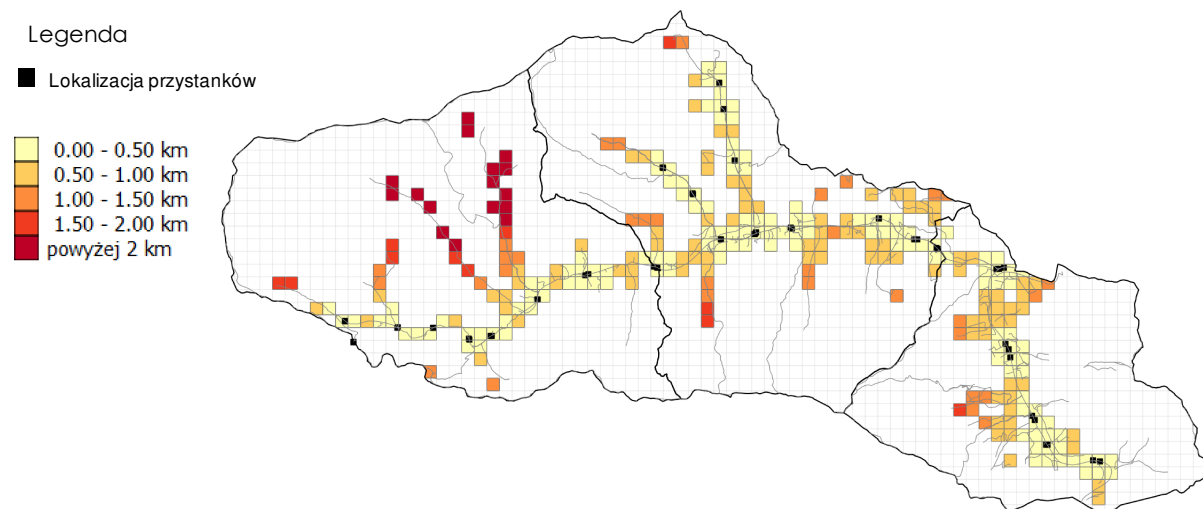 Legenda
Lokalizacja przystanków
0.00 - 0.50 km
0.50 - 1.00 km
1.00 - 1.50 km
1.50 - 2.00 km
powyżej 2 km